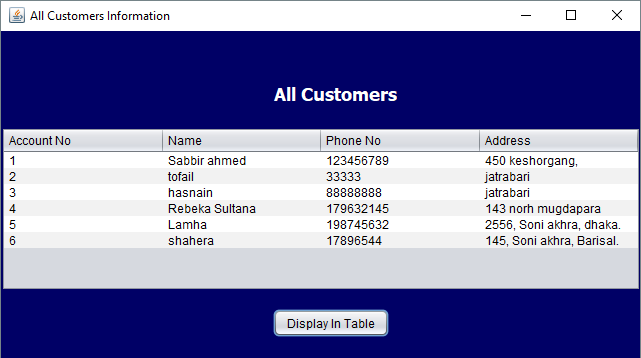 All Customers Information
All Customers
Account No Name Phone No Address
1 Sabbir ahmed 123456789 450 keshorgang,
2 tofail 33333 jatrabari
3 hasnain 88888888 jatrabari
4 Rebeka Sultana 179632145 143 norh mugdapara
5 Lamha 198745632 2556, Soni akhra, dhaka.
6 shahera 17896544 145, Soni akhra, Barisal.
Display In Table